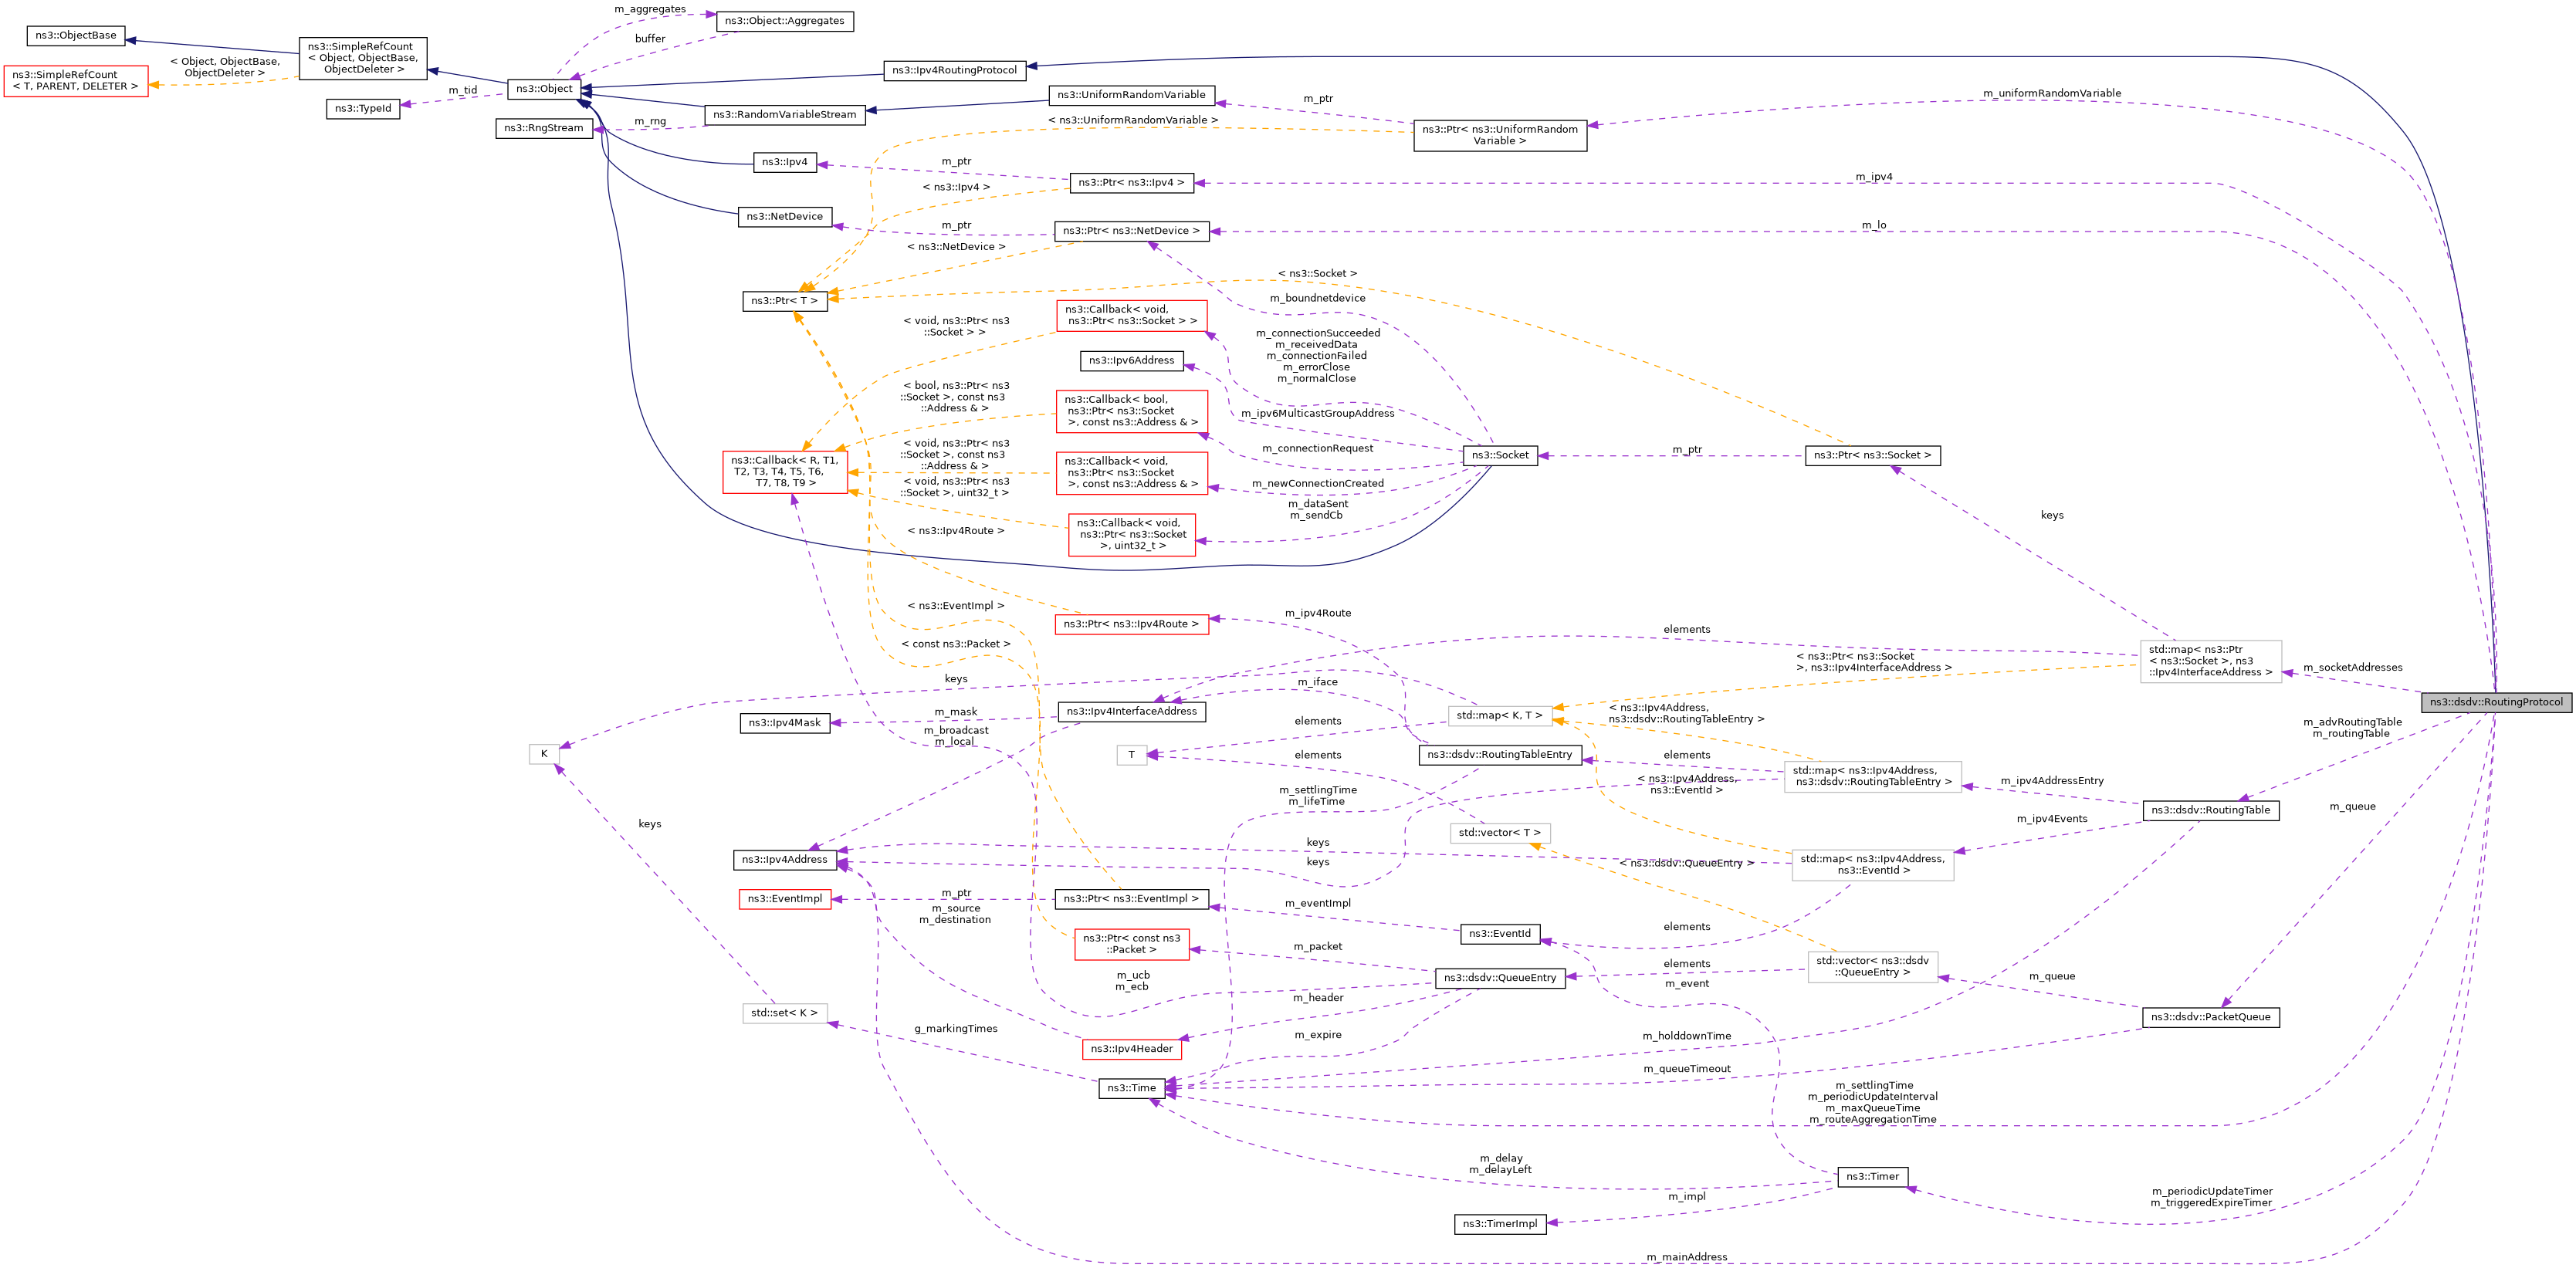 m_aggregates
ns3::Object::Aggregates
ns3::ObjectBase
buffer
ns3::SimpleRefCount
< Object, ObjectBase,
ObjectDeleter >
< Object, ObjectBase,
ObjectDeleter >
ns3::SimpleRefCount
< T, PARENT, DELETER >
ns3::Ipv4RoutingProtocol
ns3::Object
m_tid
ns3::TypeId
ns3::UniformRandomVariable
m_ptr
m_uniformRandomVariable
ns3::RandomVariableStream
m_rng
ns3::RngStream
< ns3::UniformRandomVariable >
ns3::Ptr< ns3::UniformRandom
Variable >
ns3::Ipv4
m_ptr
ns3::Ptr< ns3::Ipv4 >
m_ipv4
< ns3::Ipv4 >
ns3::NetDevice
m_ptr
ns3::Ptr< ns3::NetDevice >
m_lo
< ns3::NetDevice >
< ns3::Socket >
ns3::Ptr< T >
m_boundnetdevice
ns3::Callback< void,
ns3::Ptr< ns3::Socket > >
< void, ns3::Ptr< ns3
::Socket > >
m_connectionSucceeded
m_receivedData
m_connectionFailed
m_errorClose
m_normalClose
ns3::Ipv6Address
< bool, ns3::Ptr< ns3
::Socket >, const ns3
::Address & >
ns3::Callback< bool,
ns3::Ptr< ns3::Socket
>, const ns3::Address & >
m_ipv6MulticastGroupAddress
< void, ns3::Ptr< ns3
::Socket >, const ns3
::Address & >
m_connectionRequest
ns3::Socket
m_ptr
ns3::Ptr< ns3::Socket >
ns3::Callback< R, T1,
T2, T3, T4, T5, T6,
T7, T8, T9 >
ns3::Callback< void,
ns3::Ptr< ns3::Socket
>, const ns3::Address & >
m_newConnectionCreated
< void, ns3::Ptr< ns3
::Socket >, uint32_t >
m_dataSent
m_sendCb
keys
ns3::Callback< void,
ns3::Ptr< ns3::Socket
>, uint32_t >
< ns3::Ipv4Route >
< ns3::EventImpl >
m_ipv4Route
ns3::Ptr< ns3::Ipv4Route >
elements
< const ns3::Packet >
std::map< ns3::Ptr
< ns3::Socket >, ns3
::Ipv4InterfaceAddress >
< ns3::Ptr< ns3::Socket
>, ns3::Ipv4InterfaceAddress >
m_socketAddresses
keys
m_iface
ns3::dsdv::RoutingProtocol
m_mask
ns3::Ipv4InterfaceAddress
ns3::Ipv4Mask
std::map< K, T >
< ns3::Ipv4Address,
ns3::dsdv::RoutingTableEntry >
elements
m_advRoutingTable
m_routingTable
m_broadcast
m_local
K
T
elements
ns3::dsdv::RoutingTableEntry
elements
std::map< ns3::Ipv4Address,
ns3::dsdv::RoutingTableEntry >
m_ipv4AddressEntry
< ns3::Ipv4Address,
ns3::EventId >
m_settlingTime
m_lifeTime
m_queue
ns3::dsdv::RoutingTable
m_ipv4Events
keys
std::vector< T >
keys
ns3::Ipv4Address
keys
< ns3::dsdv::QueueEntry >
std::map< ns3::Ipv4Address,
ns3::EventId >
ns3::EventImpl
m_ptr
ns3::Ptr< ns3::EventImpl >
m_eventImpl
m_source
m_destination
elements
ns3::EventId
ns3::Ptr< const ns3
::Packet >
m_packet
elements
std::vector< ns3::dsdv
::QueueEntry >
m_ucb
m_ecb
ns3::dsdv::QueueEntry
m_event
m_queue
m_header
std::set< K >
g_markingTimes
ns3::dsdv::PacketQueue
m_expire
m_holddownTime
ns3::Ipv4Header
m_queueTimeout
ns3::Time
m_settlingTime
m_periodicUpdateInterval
m_maxQueueTime
m_routeAggregationTime
m_delay
m_delayLeft
ns3::Timer
m_impl
m_periodicUpdateTimer
m_triggeredExpireTimer
ns3::TimerImpl
m_mainAddress